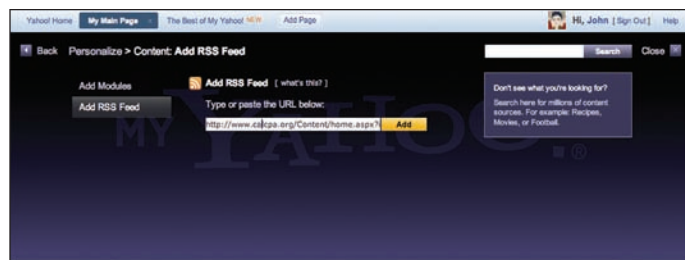 Yahoo! Home My Main Page The Best of My Yahoo! NEW Add Page Hi, John [ Sign Out ] Help
Back Personalize > Content: Add RSS Feed Search Close
Add Modules
Add RSS Feed
Add RSS Feed [ what's this? ]
Type or paste the URL below:
http://www.calcpa.org/Content/home.aspx? Add
Don't see what you're looking for?
Search here for millions of content
sources. For example: Recipes,
Movies, or Football.
MY YAHOO! ®